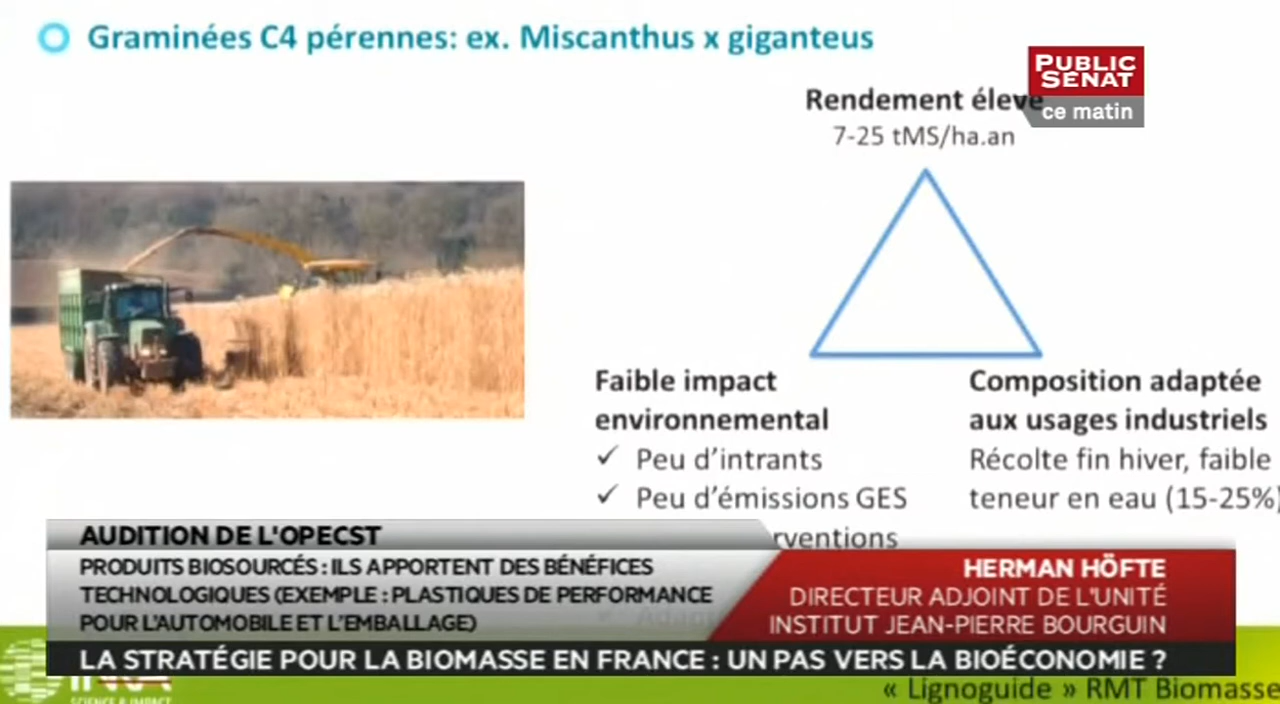 Graminées C4 pérennes: ex. Miscanthus x giganteus
PUBLIC
SÉNAT
ce matin
Rendement élevé
7-25 tMS/ha.an
Faible impact
environnemental
✓ Peu d’intrants
✓ Peu d’émissions GES
rventions
Composition adaptée
aux usages industriels
Récolte fin hiver, faible
teneur en eau (15-25%)
AUDITION DE L'OPECST
PRODUITS BIOSOURCÉS : ILS APPORTENT DES BÉNÉFICES
TECHNOLOGIQUES (EXEMPLE : PLASTIQUES DE PERFORMANCE
POUR L'AUTOMOBILE ET L'EMBALLAGE)
HERMAN HÖFTE
DIRECTEUR ADJOINT DE L'UNITÉ
INSTITUT JEAN-PIERRE BOURGUIN
LA STRATÉGIE POUR LA BIOMASSE EN FRANCE : UN PAS VERS LA BIOÉCONOMIE ?
SCIENCE & IMPACT
« Lignoguide » RMT Biomasse